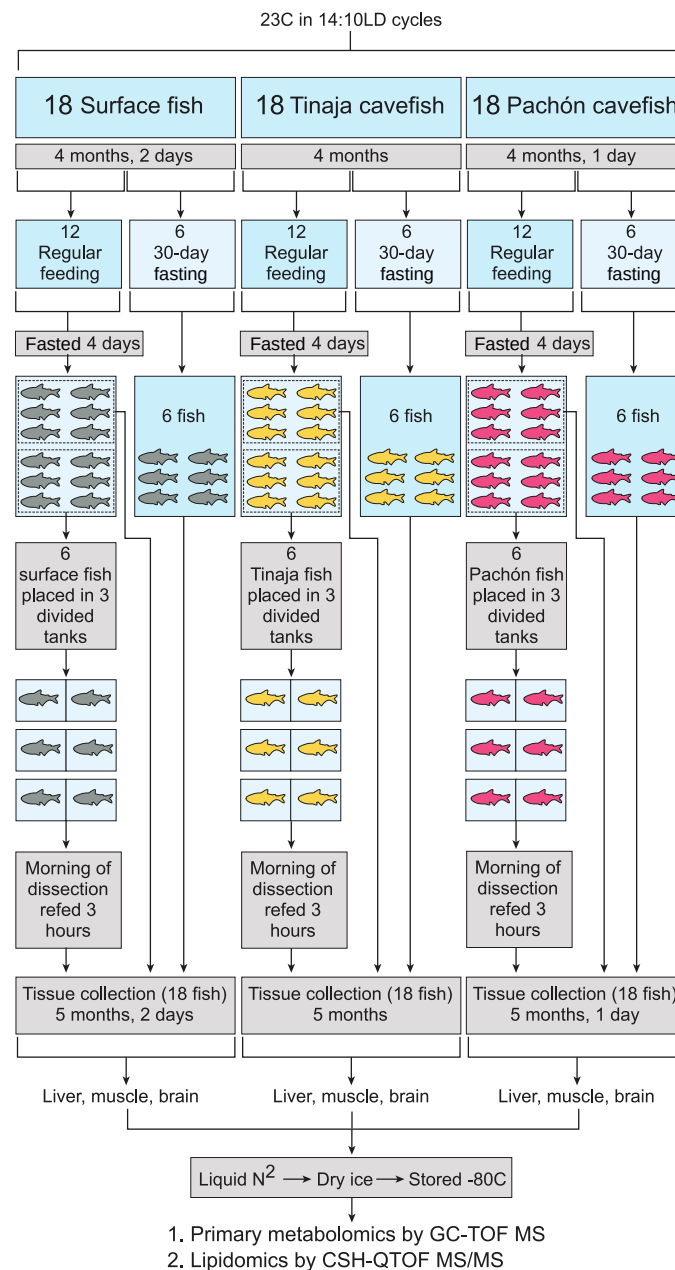 23C in 14:10LD cycles
18 Surface fish
18 Tinaja cavefish
18 Pachón cavefish
4 months, 2 days
4 months
4 months, 1 day
12
Regular
feeding
6
30-day
fasting
12
Regular
feeding
6
30-day
fasting
12
Regular
feeding
6
30-day
fasting
Fasted 4 days
Fasted 4 days
Fasted 4 days
6 fish
6 fish
6 fish
6
surface fish
placed in 3
divided
tanks
6
Tinaja fish
placed in 3
divided
tanks
6
Pachón fish
placed in 3
divided
tanks
Morning of
dissection
refed 3
hours
Morning of
dissection
refed 3
hours
Morning of
dissection
refed 3
hours
Tissue collection (18 fish)
5 months, 2 days
Tissue collection (18 fish)
5 months
Tissue collection (18 fish)
5 months, 1 day
Liver, muscle, brain
Liver, muscle, brain
Liver, muscle, brain
Liquid N² → Dry ice → Stored -80C
1. Primary metabolomics by GC-TOF MS
2. Lipidomics by CSH-QTOF MS/MS